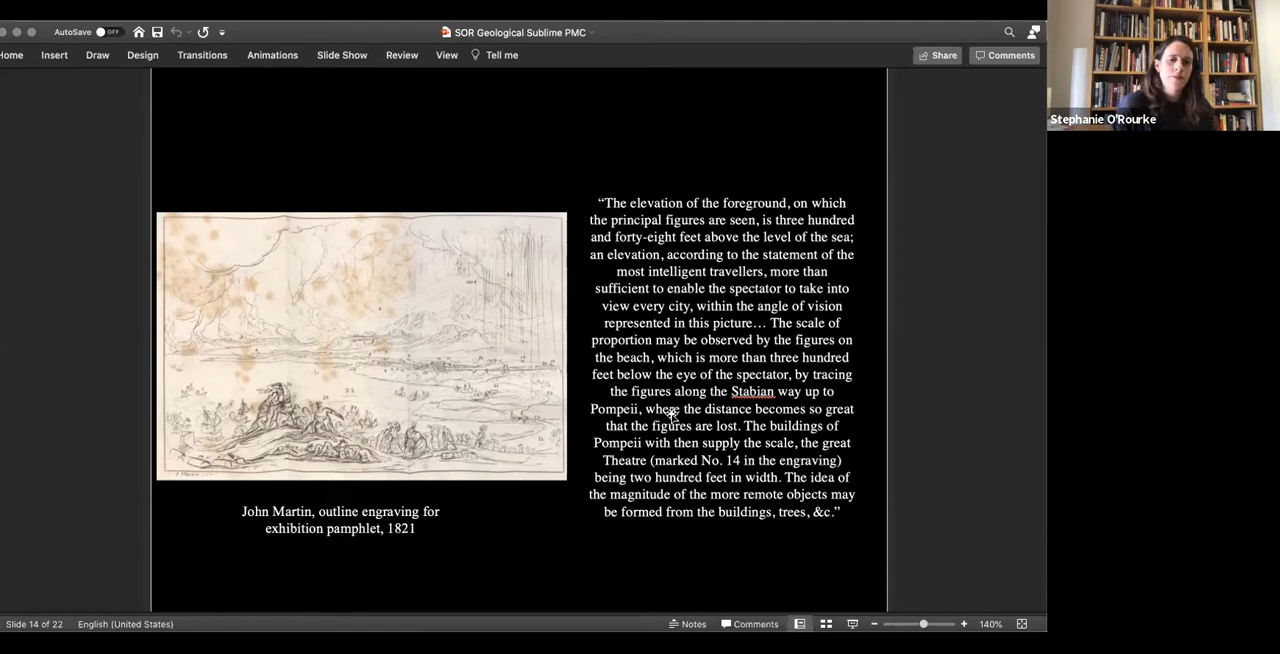 AutoSave OFF
SOR Geological Sublime PMC
Home Insert Draw Design Transitions Animations Slide Show Review View Tell me
Share Comments
Stephanie O'Rourke
“The elevation of the foreground, on which
the principal figures are seen, is three hundred
and forty-eight feet above the level of the sea;
an elevation, according to the statement of the
most intelligent travellers, more than
sufficient to enable the spectator to take into
view every city, within the angle of vision
represented in this picture… The scale of
proportion may be observed by the figures on
the beach, which is more than three hundred
feet below the eye of the spectator, by tracing
the figures along the Stabian way up to
Pompeii, where the distance becomes so great
that the figures are lost. The buildings of
Pompeii with then supply the scale, the great
Theatre (marked No. 14 in the engraving)
being two hundred feet in width. The idea of
the magnitude of the more remote objects may
be formed from the buildings, trees, &c.”
John Martin, outline engraving for
exhibition pamphlet, 1821
Slide 14 of 22 English (United States)
Notes Comments 140%